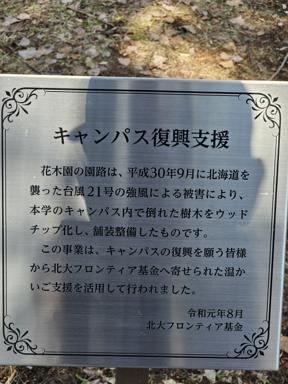 キャンパス復興支援
花木園の園路は、平成30年9月に北海道を
襲った台風21号の強風による被害により、
本学のキャンパス内で倒れた樹木をウッド
チップ化し、舗装整備したものです。
この事業は、キャンパスの復興を願う皆様
から北大フロンティア基金へ寄せられた温か
いご支援を活用して行われました。
令和元年8月
北大フロンティア基金